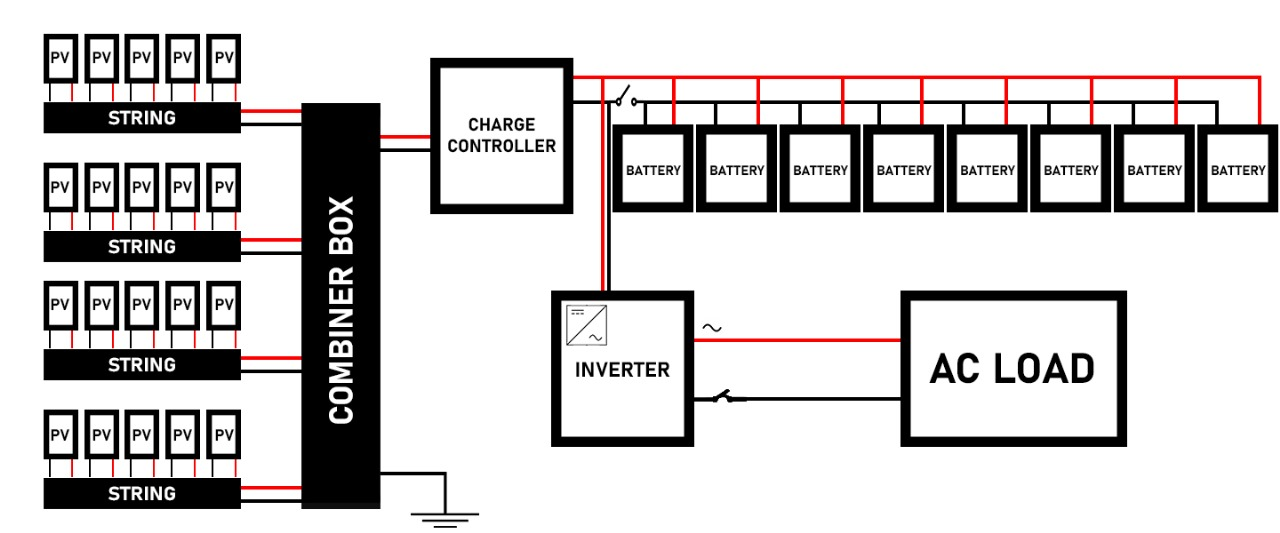 PV PV PV PV PV
STRING
PV PV PV PV PV
STRING
PV PV PV PV PV
STRING
PV PV PV PV PV
STRING
COMBINER BOX
CHARGE
CONTROLLER
BATTERY BATTERY BATTERY BATTERY BATTERY BATTERY BATTERY BATTERY
INVERTER
AC LOAD